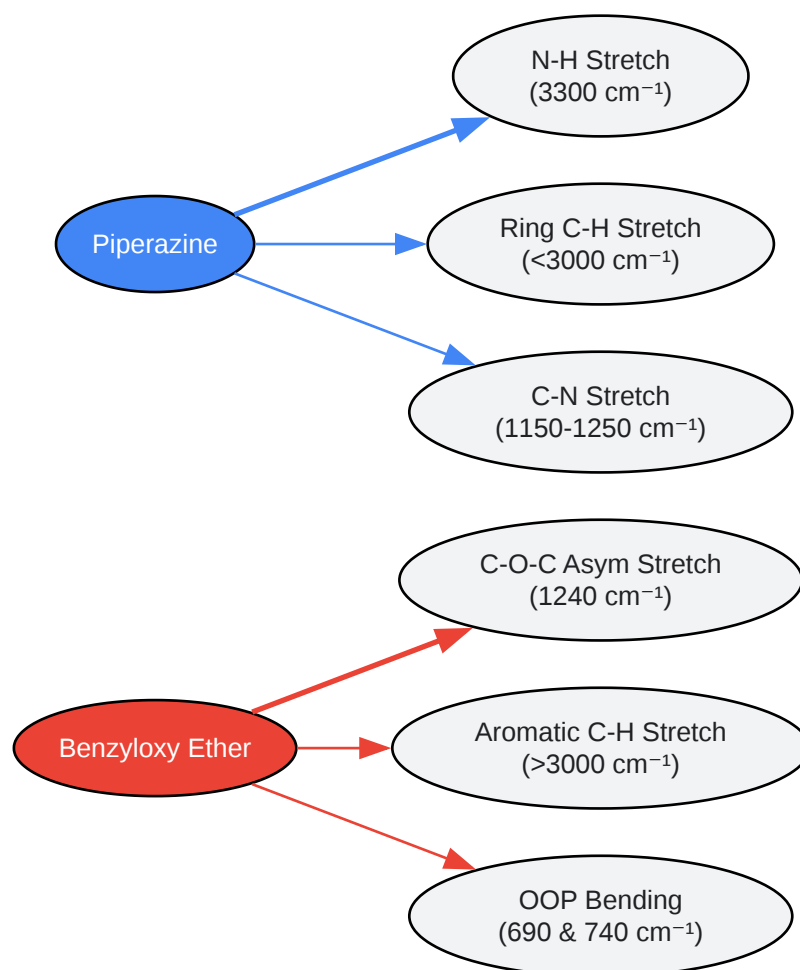 N-H Stretch
(3300 cm⁻¹)
Piperazine
Ring C-H Stretch
(<3000 cm⁻¹)
C-N Stretch
(1150-1250 cm⁻¹)
C-O-C Asym Stretch
(1240 cm⁻¹)
Benzyloxy Ether
Aromatic C-H Stretch
(>3000 cm⁻¹)
OOP Bending
(690 & 740 cm⁻¹)